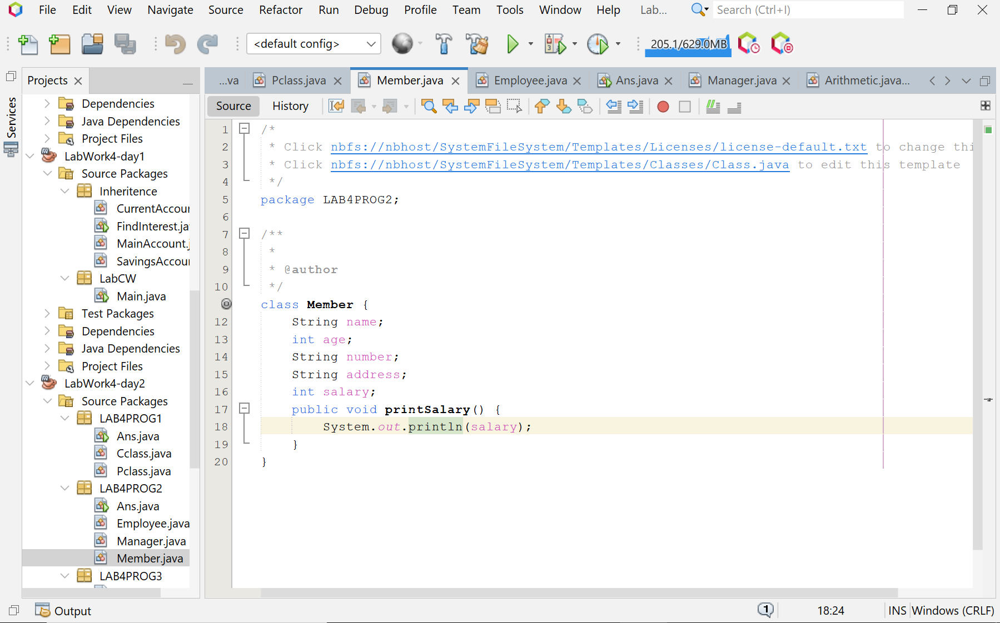 File Edit View Navigate Source Refactor Run Debug Profile Team Tools Window Help Lab... Search (Ctrl+I)
<default config> 205.1/629.0MB
Services
Projects
Dependencies
Java Dependencies
Project Files
LabWork4-day1
Source Packages
Inheritence
CurrentAccour
FindInterest.ja
MainAccount.j
SavingsAccour
LabCW
Main.java
Test Packages
Dependencies
Java Dependencies
Project Files
LabWork4-day2
Source Packages
LAB4PROG1
Ans.java
Cclass.java
Pclass.java
LAB4PROG2
Ans.java
Employee.java
Manager.java
Member.java
LAB4PROG3
...va Pclass.java Member.java Employee.java Ans.java Manager.java Arithmetic.java...
Source History
1 /*
2 * Click nbfs://nbhost/SystemFileSystem/Templates/Licenses/license-default.txt to change thi
3 * Click nbfs://nbhost/SystemFileSystem/Templates/Classes/Class.java to edit this template
4 */
5 package LAB4PROG2;
6
7 /**
8 *
9 * @author
10 */
class Member {
12 String name;
13 int age;
14 String number;
15 String address;
16 int salary;
17 public void printSalary() {
18 System.out.println(salary);
19 }
20 }
Output 1 18:24 INS Windows (CRLF)